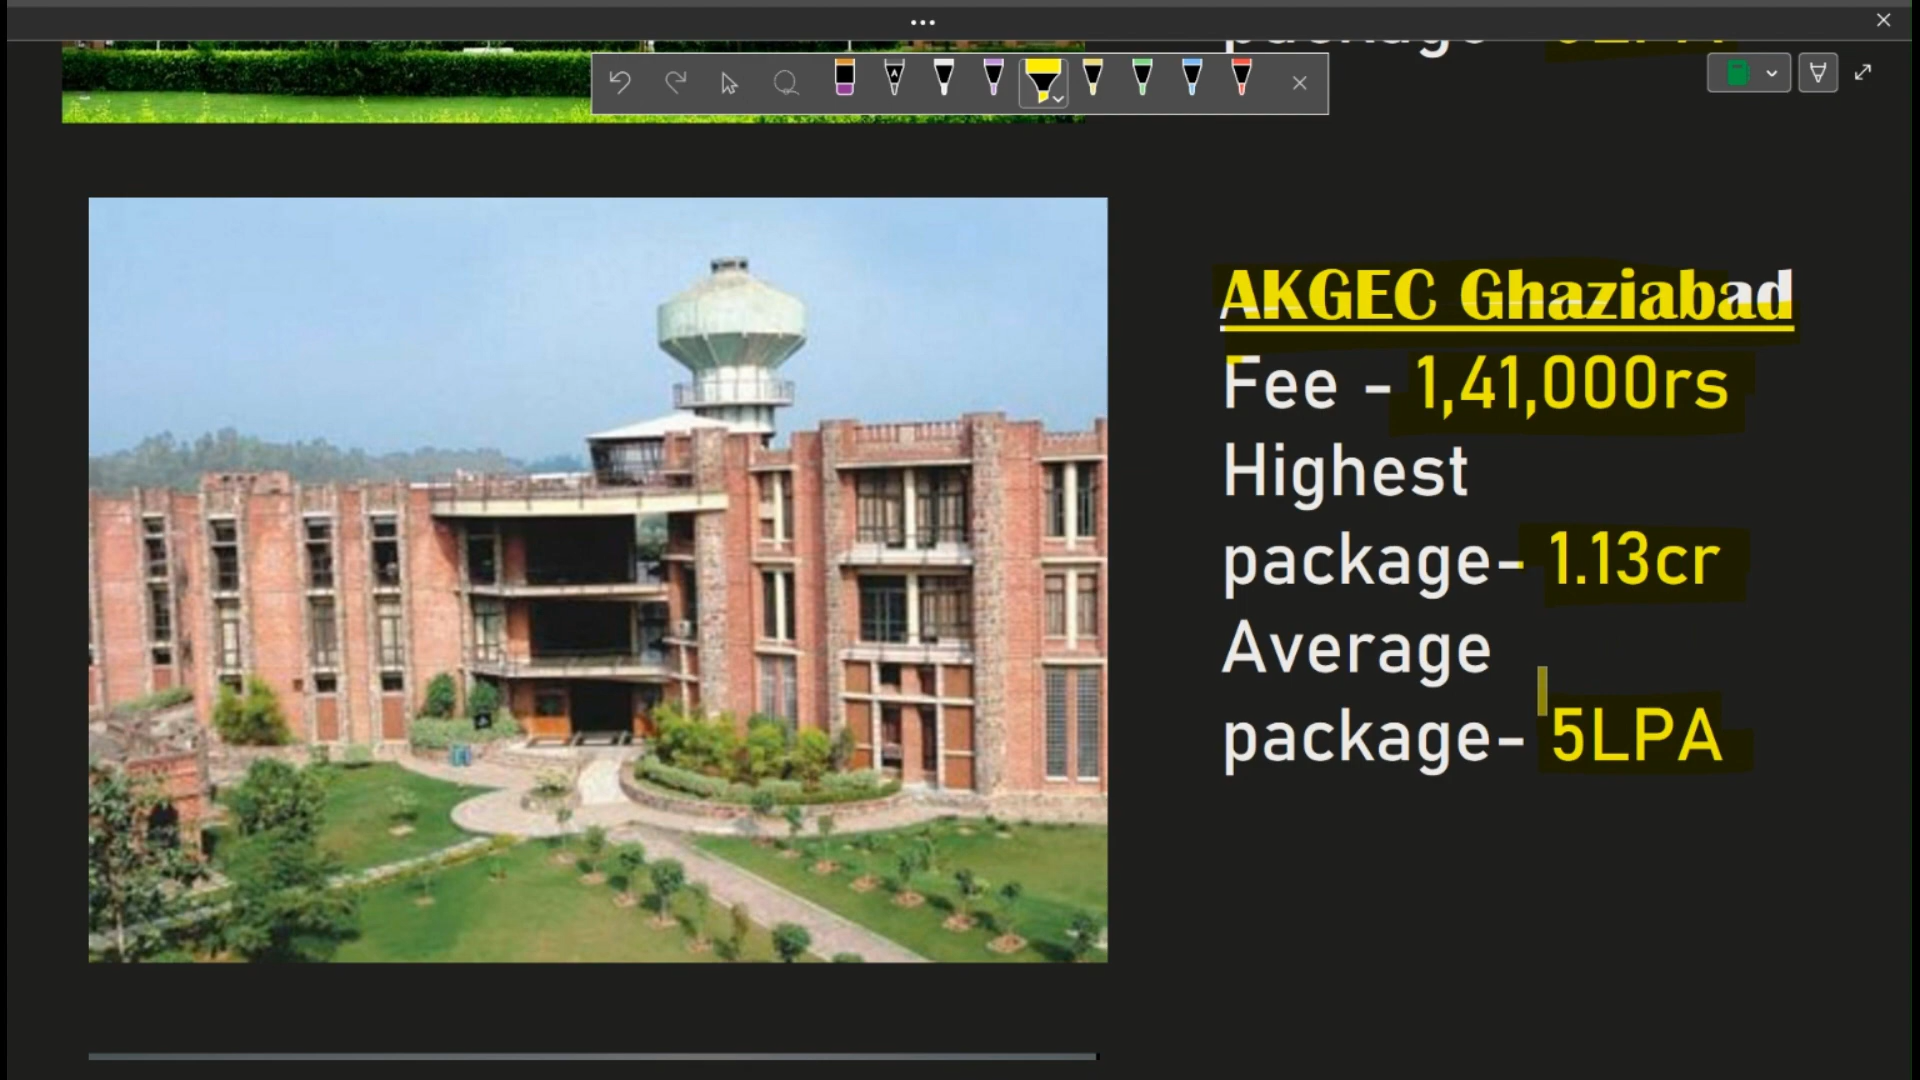 AKGEC Ghaziabad
Fee - 1,41,000rs
Highest
package- 1.13cr
Average
package- 5LPA